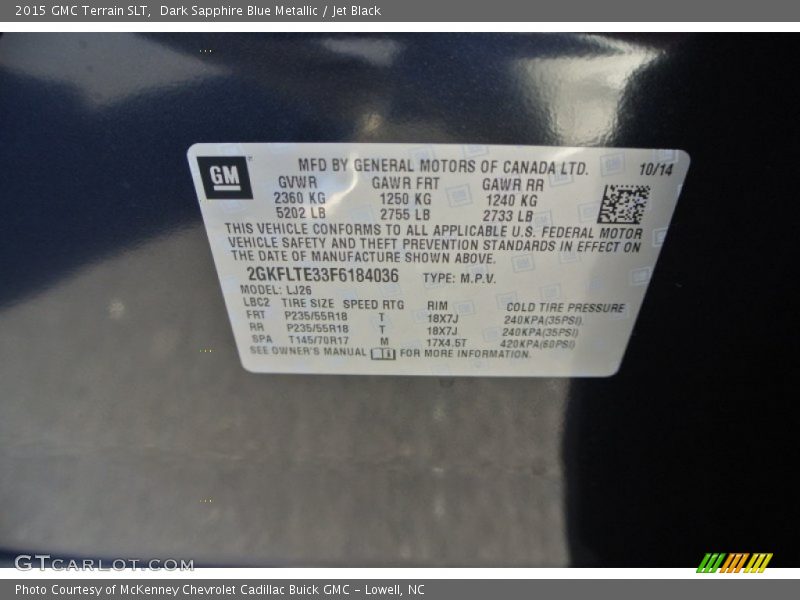 2015 GMC Terrain SLT, Dark Sapphire Blue Metallic / Jet Black
GM
MFD BY GENERAL MOTORS OF CANADA LTD. 10/14
GVWR GAWR FRT GAWR RR
2360 KG 1250 KG 1240 KG
5202 LB 2755 LB 2733 LB
THIS VEHICLE CONFORMS TO ALL APPLICABLE U.S. FEDERAL MOTOR
VEHICLE SAFETY AND THEFT PREVENTION STANDARDS IN EFFECT ON
THE DATE OF MANUFACTURE SHOWN ABOVE.
2GKFLTE33F6184036 TYPE: M.P.V.
MODEL: LJ26
LBC2 TIRE SIZE SPEED RTG RIM COLD TIRE PRESSURE
FRT P235/55R18 T 18X7J 240KPA(35PSI)
RR P235/55R18 T 18X7J 240KPA(35PSI)
SPA T145/70R17 M 17X4.5T 420KPA(60PSI)
SEE OWNER'S MANUAL FOR MORE INFORMATION.
GTCARLOT.COM
Photo Courtesy of McKenney Chevrolet Cadillac Buick GMC - Lowell, NC